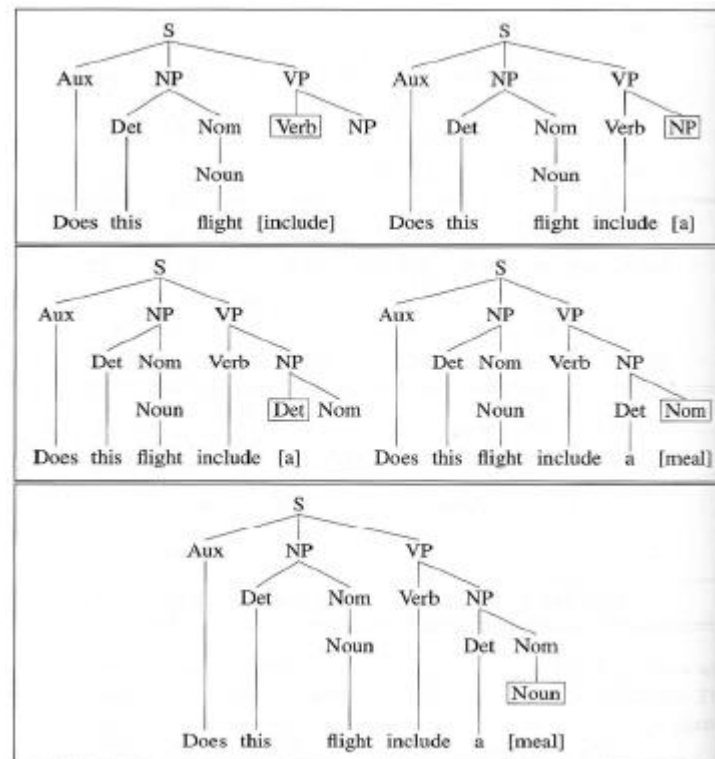 S S
Aux NP VP Aux NP VP
Det Nom Verb NP Det Nom Verb NP
Noun Noun
Does this flight [include] Does this flight include [a]
S S
Aux NP VP Aux NP VP
Det Nom Verb NP Det Nom Verb NP
Noun Det Nom Noun Det Nom
Does this flight include [a] Does this flight include a [meal]
S
Aux NP VP
Det Nom Verb NP
Noun Det Nom
Noun
Does this flight include a [meal]